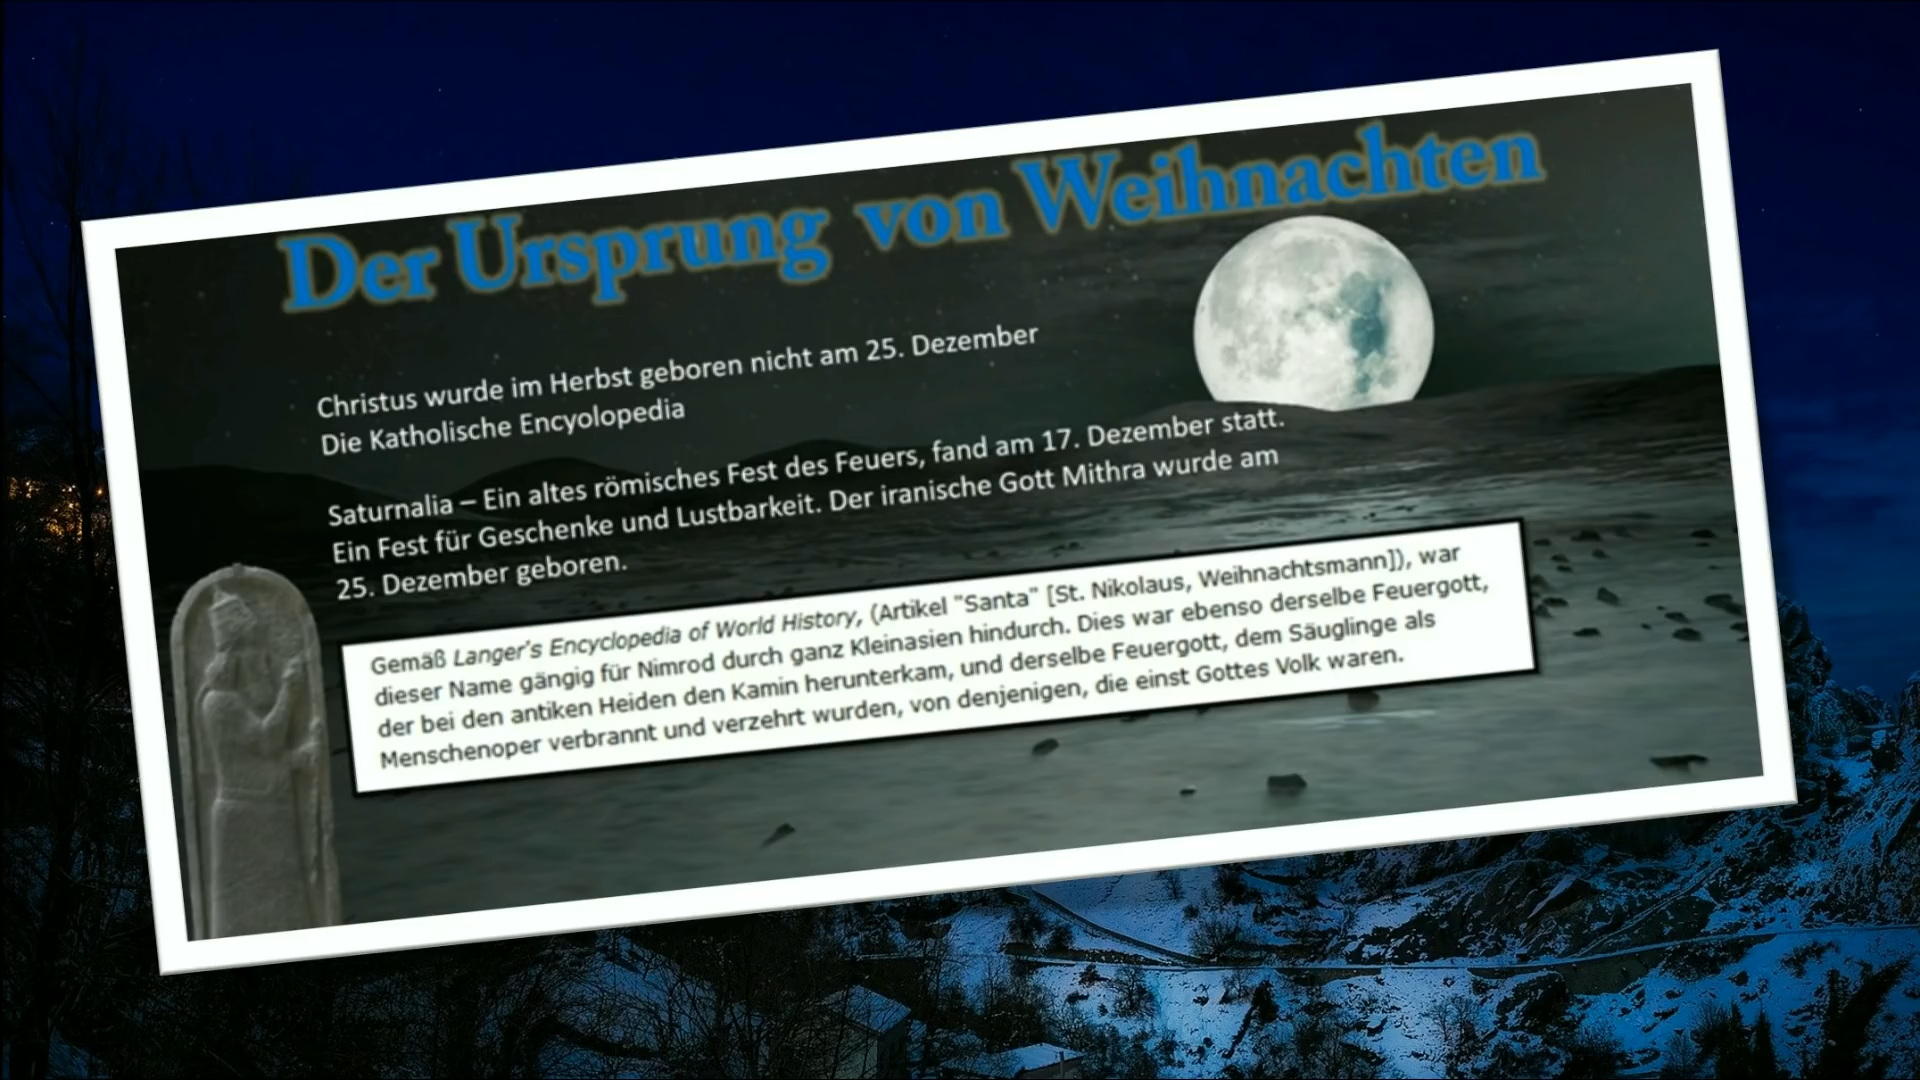 Der Ursprung von Weihnachten
Christus wurde im Herbst geboren nicht am 25. Dezember
Die Katholische Encyolopedia
Saturnalia – Ein altes römisches Fest des Feuers, fand am 17. Dezember statt.
Ein Fest für Geschenke und Lustbarkeit. Der iranische Gott Mithra wurde am
25. Dezember geboren.
Gemäß Langer's Encyclopedia of World History, (Artikel "Santa" [St. Nikolaus, Weihnachtsmann]), war
dieser Name gängig für Nimrod durch ganz Kleinasien hindurch. Dies war ebenso derselbe Feuergott,
der bei den antiken Heiden den Kamin herunterkam, und derselbe Feuergott, dem Säuglinge als
Menschenoper verbrannt und verzehrt wurden, von denjenigen, die einst Gottes Volk waren.